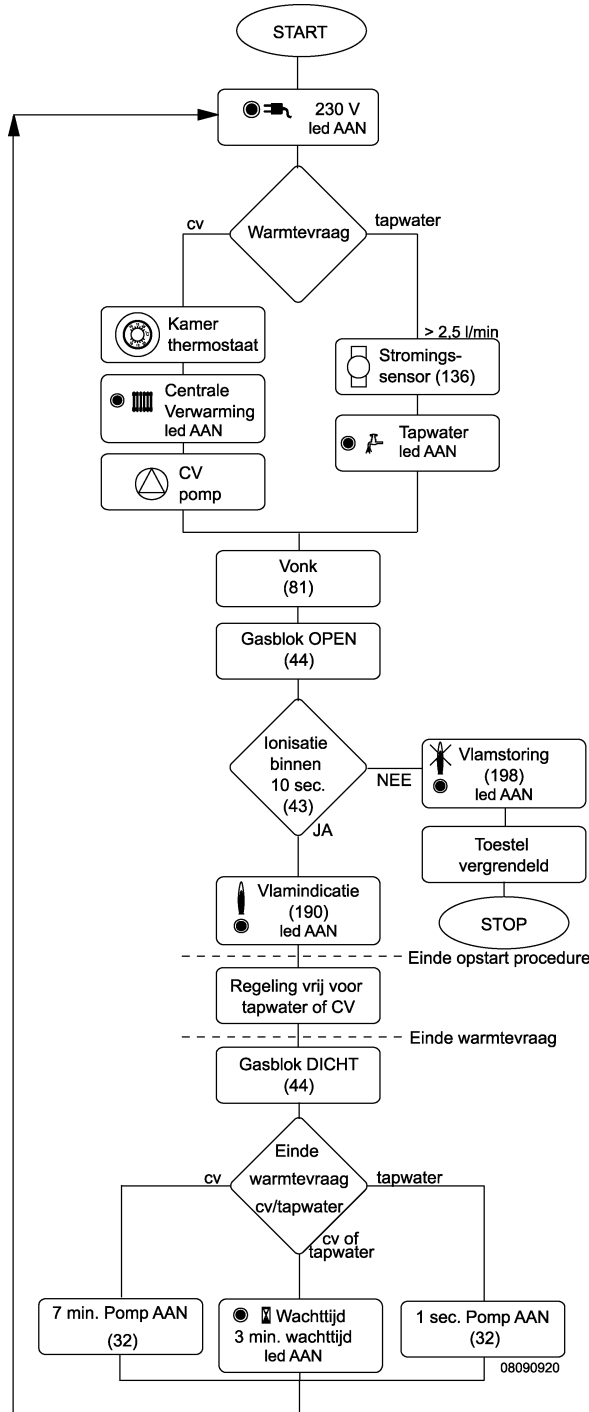 START
230 V
led AAN
cv
tapwater
Warmtevraag
Kamer
thermostaat
> 2,5 l/min
Stromings-
sensor (136)
Centrale
Verwarming
led AAN
Tapwater
led AAN
CV
pomp
Vonk
(81)
Gasblok OPEN
(44)
Ionisatie
binnen
10 sec.
(43)
NEE
JA
Vlamstoring
(198)
led AAN
Toestel
vergrendeld
STOP
Vlamindicatie
(190)
led AAN
Einde opstart procedure
Regeling vrij voor
tapwater of CV
Einde warmtevraag
Gasblok DICHT
(44)
Einde
warmtevraag
cv/tapwater
cv
tapwater
cv of
tapwater
7 min. Pomp AAN
(32)
Wachttijd
3 min. wachttijd
led AAN
1 sec. Pomp AAN
(32)
08090920